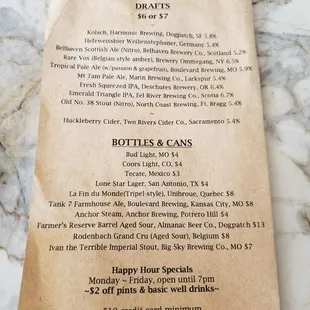 DRAFTS
$6 or $7
~
Kolsch, Harmonic Brewing, Dogpatch, SF 5.8%
Hefeweissbier Weihenstephaner, Germany 5.4%
Belhaven Scottish Ale (Nitro), Belhaven Brewery Co., Scotland 5.2%
Rare Vos (Belgian style amber), Brewery Ommegang, NY 6.5%
Tropical Pale Ale (w/passion & grapefruit), Boulevard Brewing, MO 5.9%
Mt Tam Pale Ale, Marin Brewing Co., Larkspur 5.4%
Fresh Squeezed IPA, Deschutes Brewery, OR 6.4%
Emerald Triangle IPA, Eel River Brewing Co., Scotia 6.7%
Old No. 38 Stout (Nitro), North Coast Brewing, Ft. Bragg 5.4%
~
Huckleberry Cider, Two Rivers Cider Co., Sacramento 5.4%
BOTTLES & CANS
Bud Light, MO $4
Coors Light, CO, $4
Tecate, Mexico $3
Lone Star Lager, San Antonio, TX $4
La Fin du Monde(Tripel-style), Unibroue, Quebec $8
Tank 7 Farmhouse Ale, Boulevard Brewing, Kansas City, MO $8
Anchor Steam, Anchor Brewing, Potrero Hill $4
Farmer's Reserve Barrel Aged Sour, Almanac Beer Co., Dogpatch $13
Rodenbach Grand Cru (Aged Sour), Belgium $8
Ivan the Terrible Imperial Stout, Big Sky Brewing Co., MO $7
Happy Hour Specials
Monday ~ Friday, open until 7pm
~$2 off pints & basic well drinks~
$10 credit card minimum